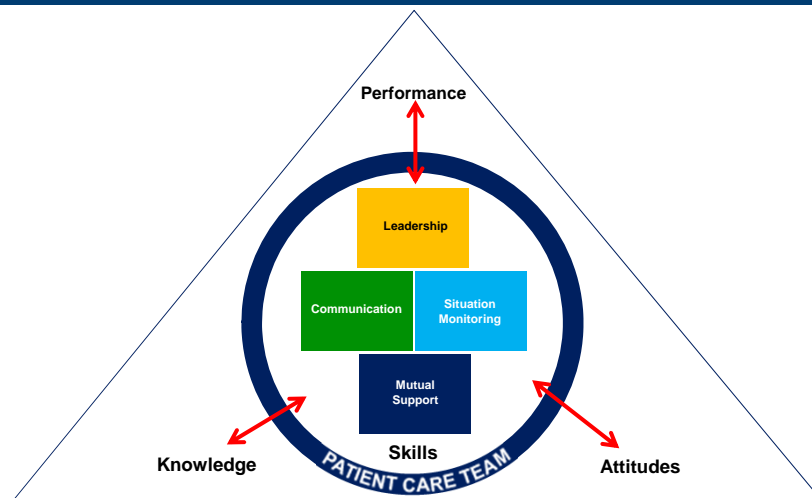 Performance
Leadership
Communication
Situation
Monitoring
Mutual
Support
Skills
Knowledge
Attitudes
PATIENT CARE TEAM